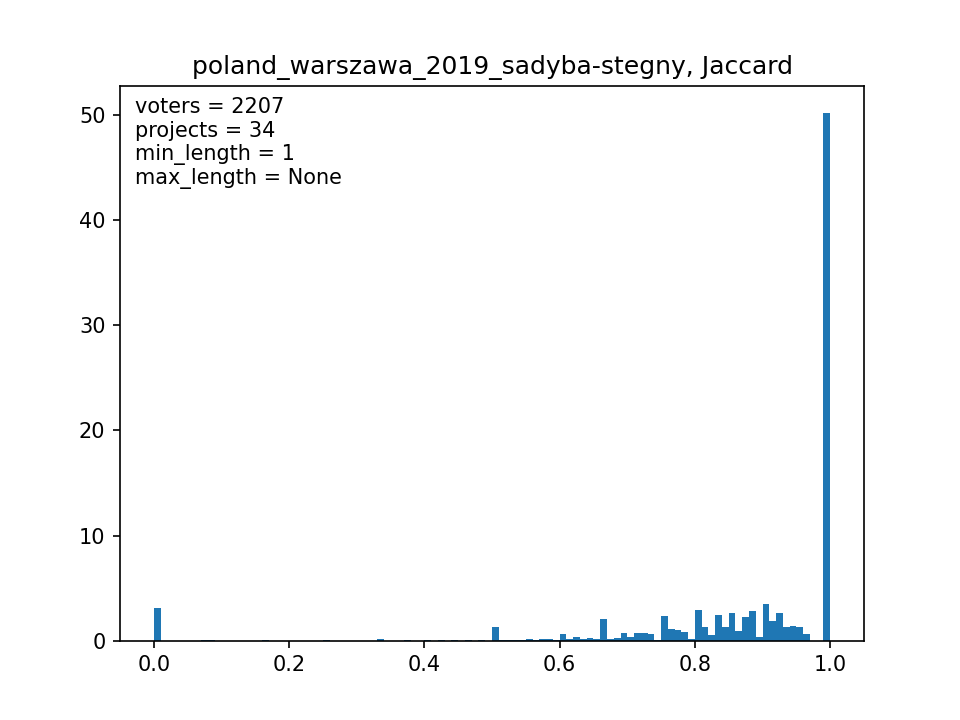 poland_warszawa_2019_sadyba-stegny, Jaccard
voters = 2207
projects = 34
min_length = 1
max_length = None
50
40
30
20
10
0
0.0 0.2 0.4 0.6 0.8 1.0